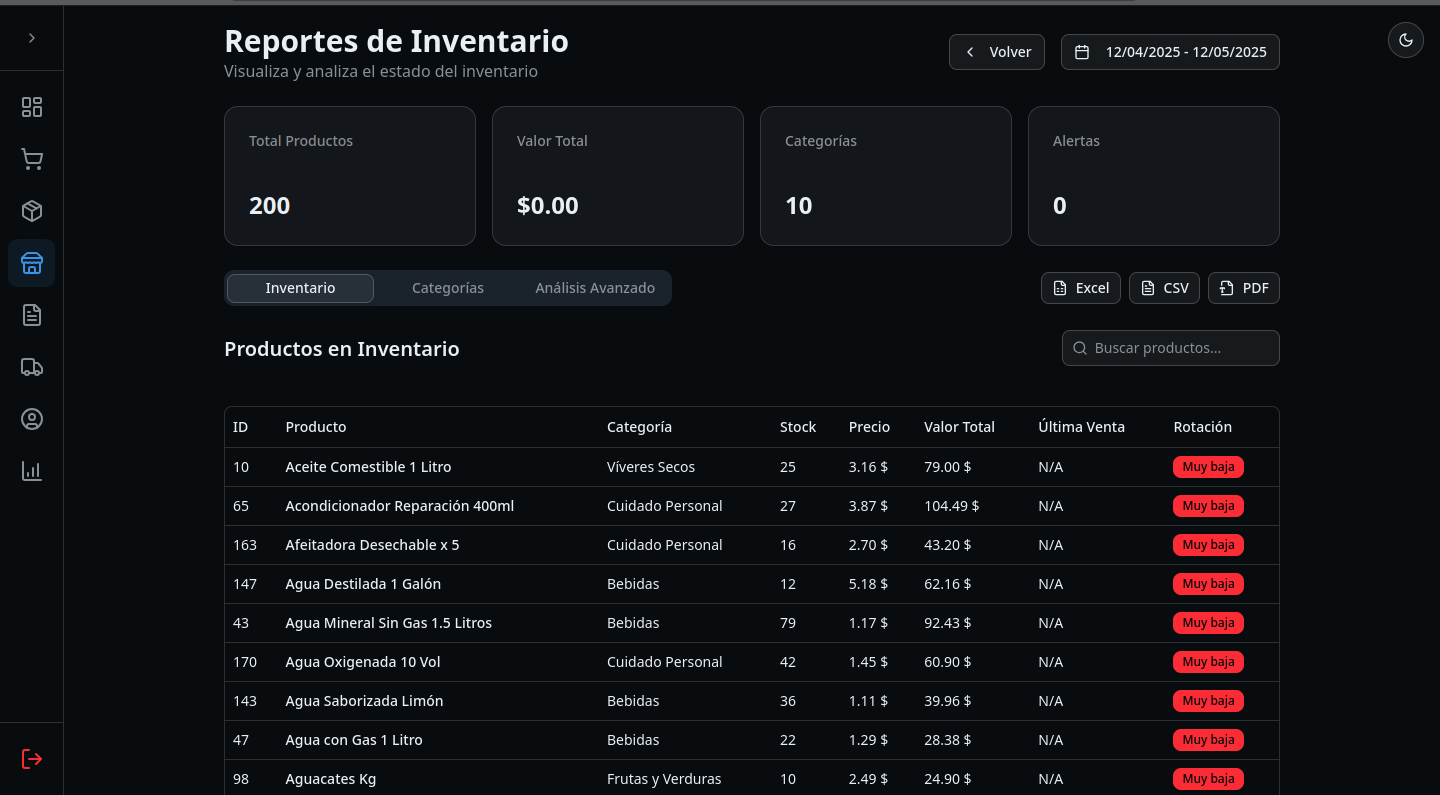 Reportes de Inventario
Visualiza y analiza el estado del inventario
Volver
12/04/2025 - 12/05/2025
Total Productos
200
Valor Total
$0.00
Categorías
10
Alertas
0
Inventario Categorías Análisis Avanzado
Excel CSV PDF
Productos en Inventario
Buscar productos...
ID Producto Categoría Stock Precio Valor Total Última Venta Rotación
10 Aceite Comestible 1 Litro Víveres Secos 25 3.16 $ 79.00 $ N/A Muy baja
65 Acondicionador Reparación 400ml Cuidado Personal 27 3.87 $ 104.49 $ N/A Muy baja
163 Afeitadora Desechable x 5 Cuidado Personal 16 2.70 $ 43.20 $ N/A Muy baja
147 Agua Destilada 1 Galón Bebidas 12 5.18 $ 62.16 $ N/A Muy baja
43 Agua Mineral Sin Gas 1.5 Litros Bebidas 79 1.17 $ 92.43 $ N/A Muy baja
170 Agua Oxigenada 10 Vol Cuidado Personal 42 1.45 $ 60.90 $ N/A Muy baja
143 Agua Saborizada Limón Bebidas 36 1.11 $ 39.96 $ N/A Muy baja
47 Agua con Gas 1 Litro Bebidas 22 1.29 $ 28.38 $ N/A Muy baja
98 Aguacates Kg Frutas y Verduras 10 2.49 $ 24.90 $ N/A Muy baja